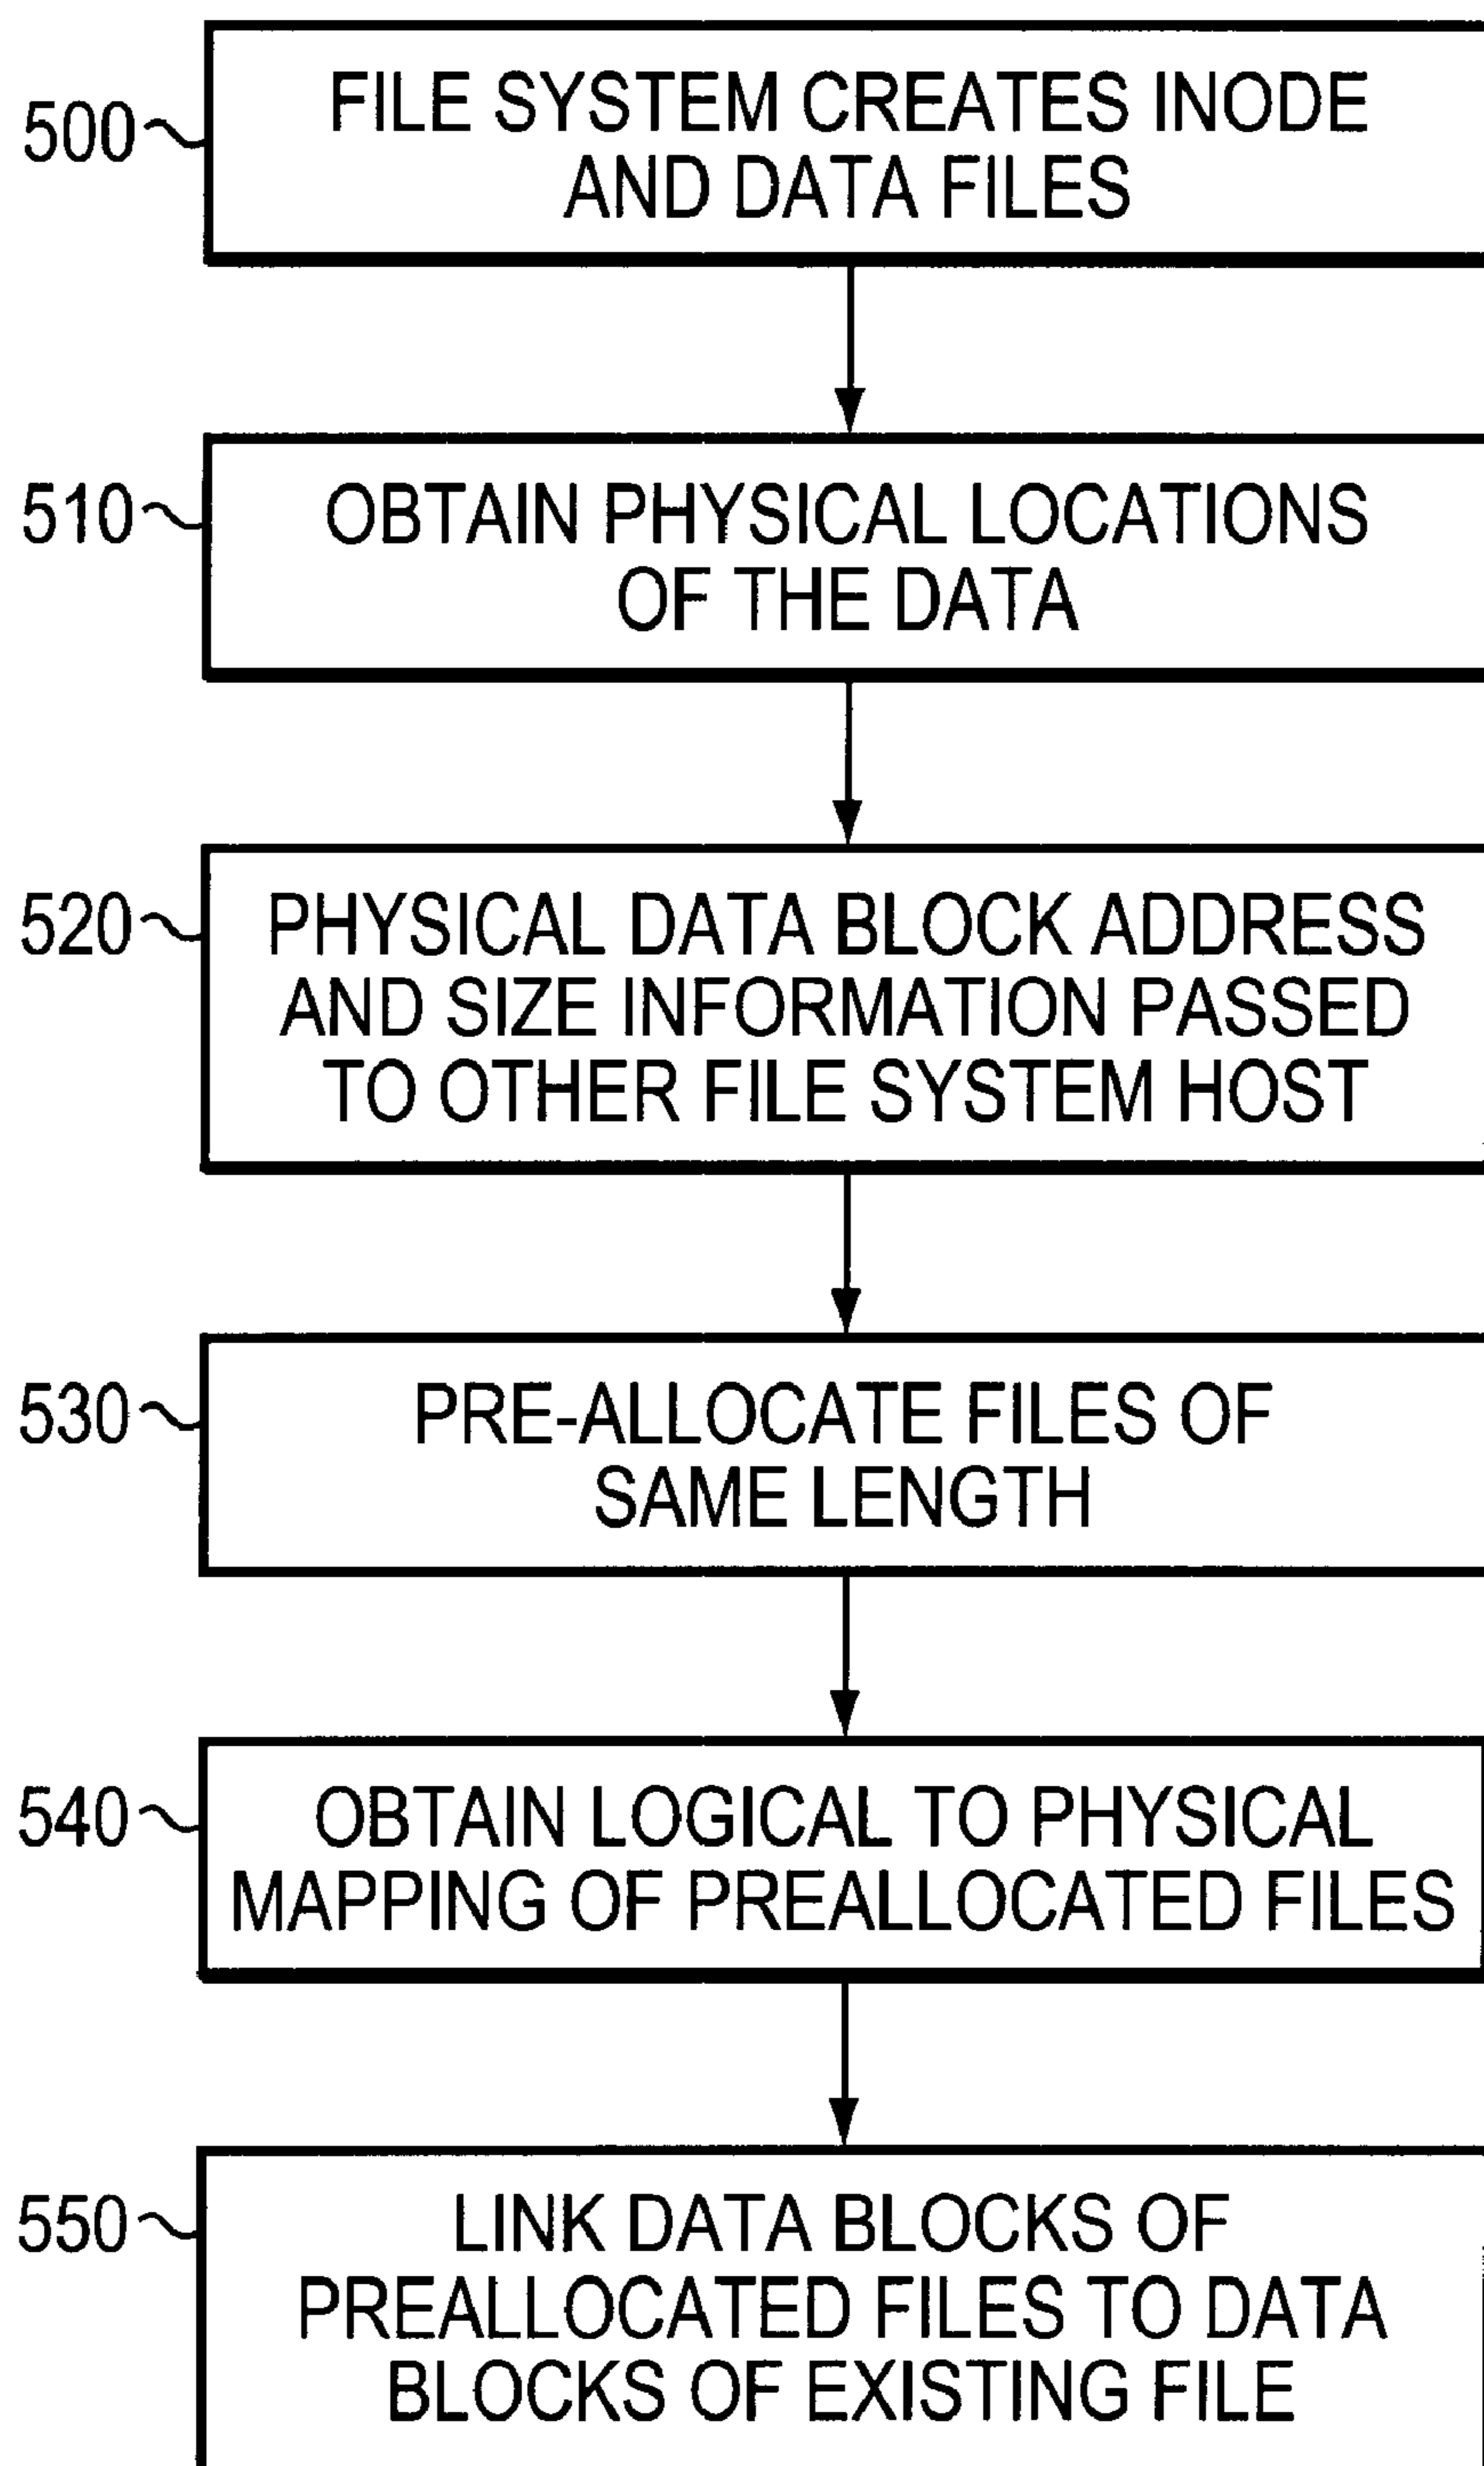 500
FILE SYSTEM CREATES INODE
AND DATA FILES
510
OBTAIN PHYSICAL LOCATIONS
OF THE DATA
520
PHYSICAL DATA BLOCK ADDRESS
AND SIZE INFORMATION PASSED
TO OTHER FILE SYSTEM HOST
530
PRE-ALLOCATE FILES OF
SAME LENGTH
540
OBTAIN LOGICAL TO PHYSICAL
MAPPING OF PREALLOCATED FILES
550
LINK DATA BLOCKS OF
PREALLOCATED FILES TO DATA
BLOCKS OF EXISTING FILE